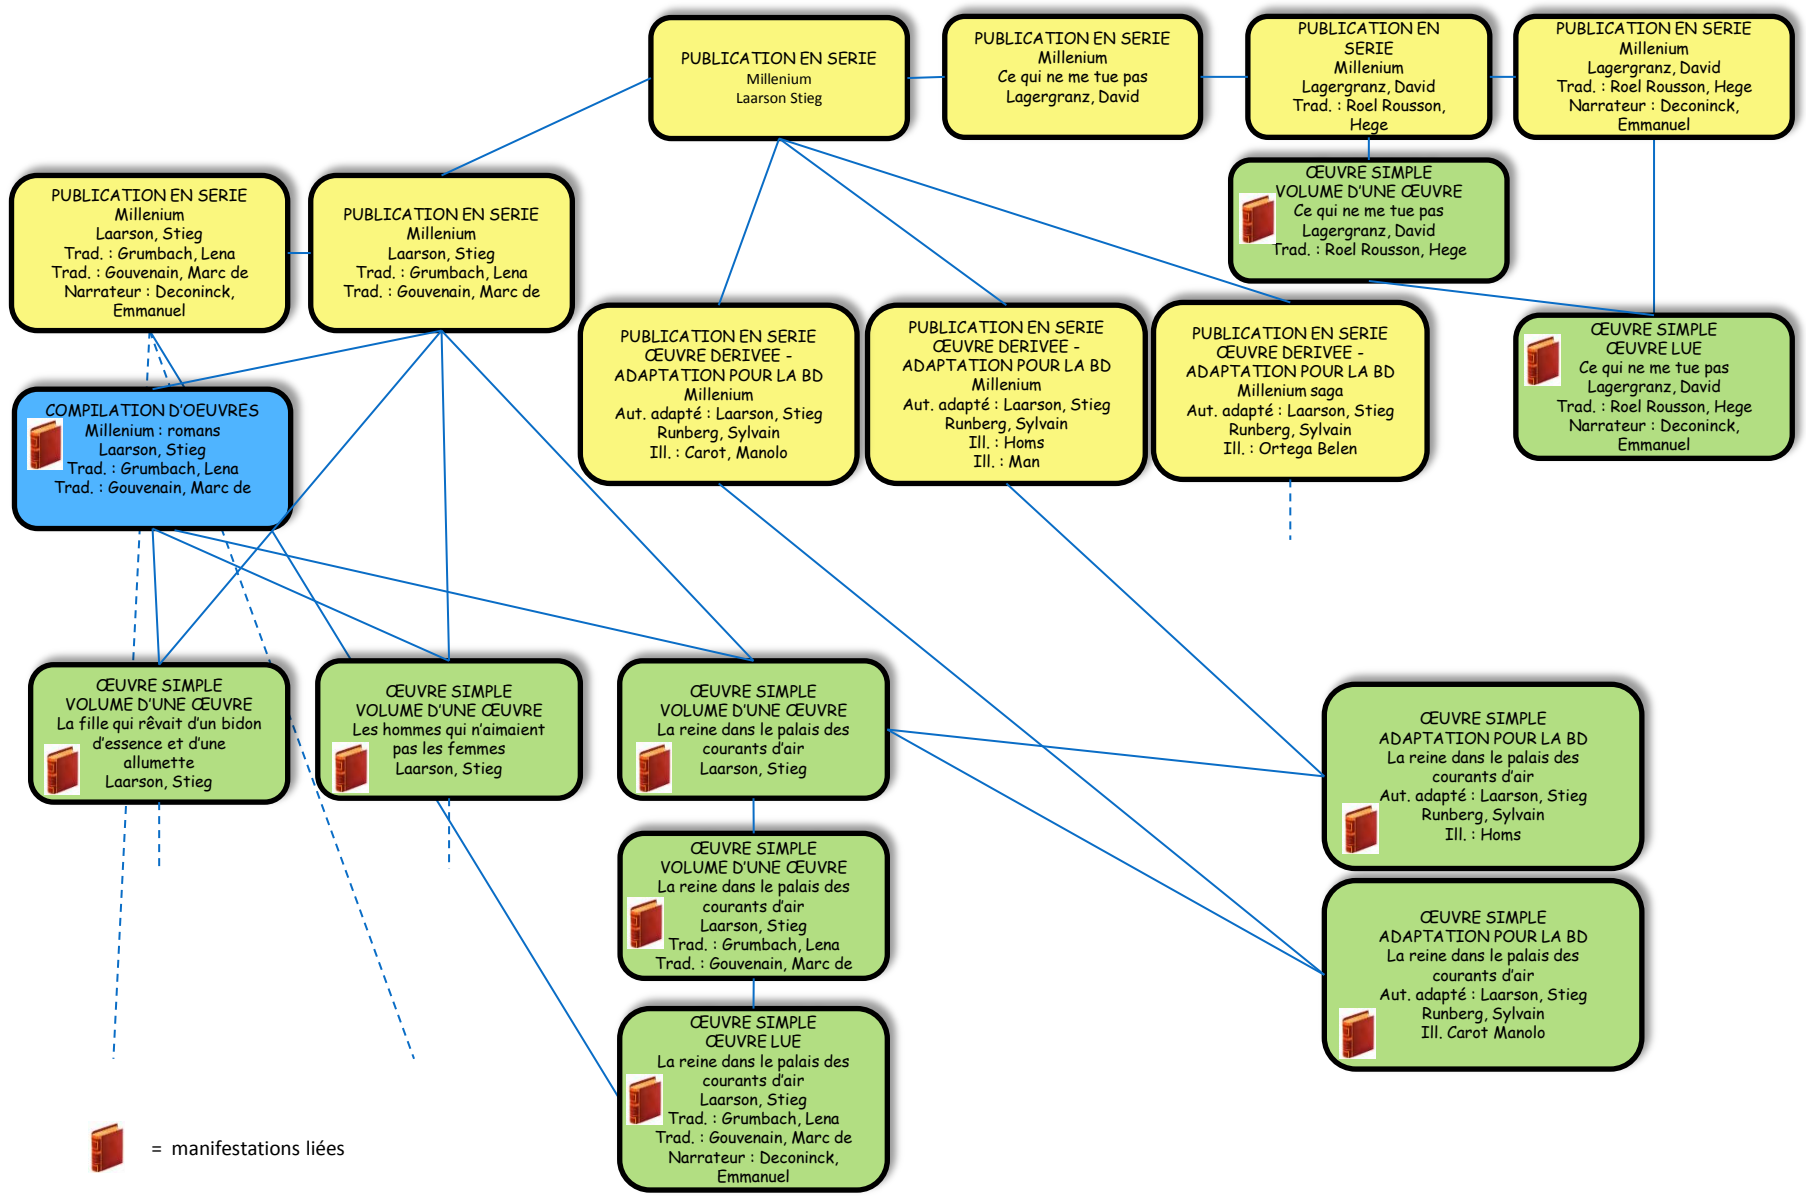 PUBLICATION EN SERIE
Millenium
Laarson Stieg
PUBLICATION EN SERIE
Millenium
Ce qui ne me tue pas
Lagergranz, David
PUBLICATION EN
SERIE
Millenium
Lagergranz, David
Trad. : Roel Rousson,
Hege
PUBLICATION EN SERIE
Millenium
Lagergranz, David
Trad. : Roel Rousson, Hege
Narrateur : Deconinck,
Emmanuel
PUBLICATION EN SERIE
Millenium
Laarson, Stieg
Trad. : Grumbach, Lena
Trad. : Gouvenain, Marc de
Narrateur : Deconinck,
Emmanuel
PUBLICATION EN SERIE
Millenium
Laarson, Stieg
Trad. : Grumbach, Lena
Trad. : Gouvenain, Marc de
ŒUVRE SIMPLE
VOLUME D'UNE ŒUVRE
Ce qui ne me tue pas
Lagergranz, David
Trad. : Roel Rousson, Hege
PUBLICATION EN SERIE
ŒUVRE DERIVEE -
ADAPTATION POUR LA BD
Millenium
Aut. adapté : Laarson, Stieg
Runberg, Sylvain
Ill. : Carot, Manolo
PUBLICATION EN SERIE
ŒUVRE DERIVEE -
ADAPTATION POUR LA BD
Millenium
Aut. adapté : Laarson, Stieg
Runberg, Sylvain
Ill. : Homs
Ill. : Man
PUBLICATION EN SERIE
ŒUVRE DERIVEE -
ADAPTATION POUR LA BD
Millenium saga
Aut. adapté : Laarson, Stieg
Runberg, Sylvain
Ill. : Ortega Belen
ŒUVRE SIMPLE
ŒUVRE LUE
Ce qui ne me tue pas
Lagergranz, David
Trad. : Roel Rousson, Hege
Narrateur : Deconinck,
Emmanuel
COMPILATION D'OEUVRES
Millenium : romans
Laarson, Stieg
Trad. : Grumbach, Lena
Trad. : Gouvenain, Marc de
ŒUVRE SIMPLE
VOLUME D'UNE ŒUVRE
La fille qui rêvait d'un bidon
d'essence et d'une
allumette
Laarson, Stieg
ŒUVRE SIMPLE
VOLUME D'UNE ŒUVRE
Les hommes qui n'aimaient
pas les femmes
Laarson, Stieg
ŒUVRE SIMPLE
VOLUME D'UNE ŒUVRE
La reine dans le palais des
courants d'air
Laarson, Stieg
ŒUVRE SIMPLE
ADAPTATION POUR LA BD
La reine dans le palais des
courants d'air
Aut. adapté : Laarson, Stieg
Runberg, Sylvain
Ill. : Homs
ŒUVRE SIMPLE
VOLUME D'UNE ŒUVRE
La reine dans le palais des
courants d'air
Laarson, Stieg
Trad. : Grumbach, Lena
Trad. : Gouvenain, Marc de
ŒUVRE SIMPLE
ADAPTATION POUR LA BD
La reine dans le palais des
courants d'air
Aut. adapté : Laarson, Stieg
Runberg, Sylvain
Ill. Carot Manolo
ŒUVRE SIMPLE
ŒUVRE LUE
La reine dans le palais des
courants d'air
Laarson, Stieg
Trad. : Grumbach, Lena
Trad. : Gouvenain, Marc de
Narrateur : Deconinck,
Emmanuel
= manifestations liées